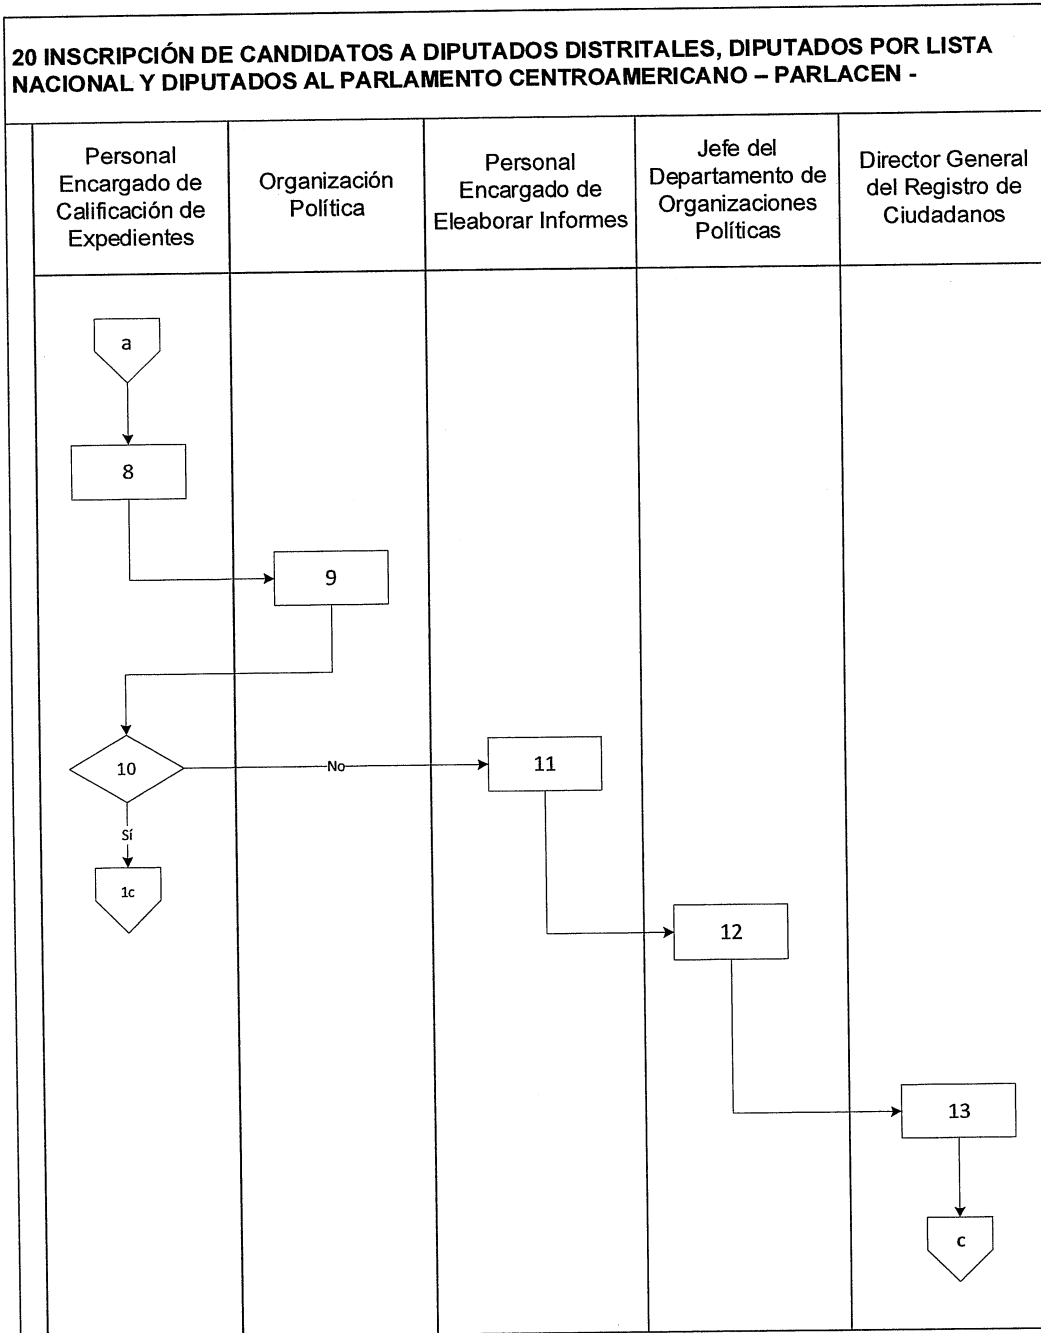 20 INSCRIPCIÓN DE CANDIDATOS A DIPUTADOS DISTRITALES, DIPUTADOS POR LISTA
NACIONAL Y DIPUTADOS AL PARLAMENTO CENTROAMERICANO – PARLACEN -
Personal
Encargado de
Calificación de
Expedientes
Organización
Política
Personal
Encargado de
Eleaborar Informes
Jefe del
Departamento de
Organizaciones
Políticas
Director General
del Registro de
Ciudadanos
a
8
9
10
No
11
Sí
1c
12
13
c